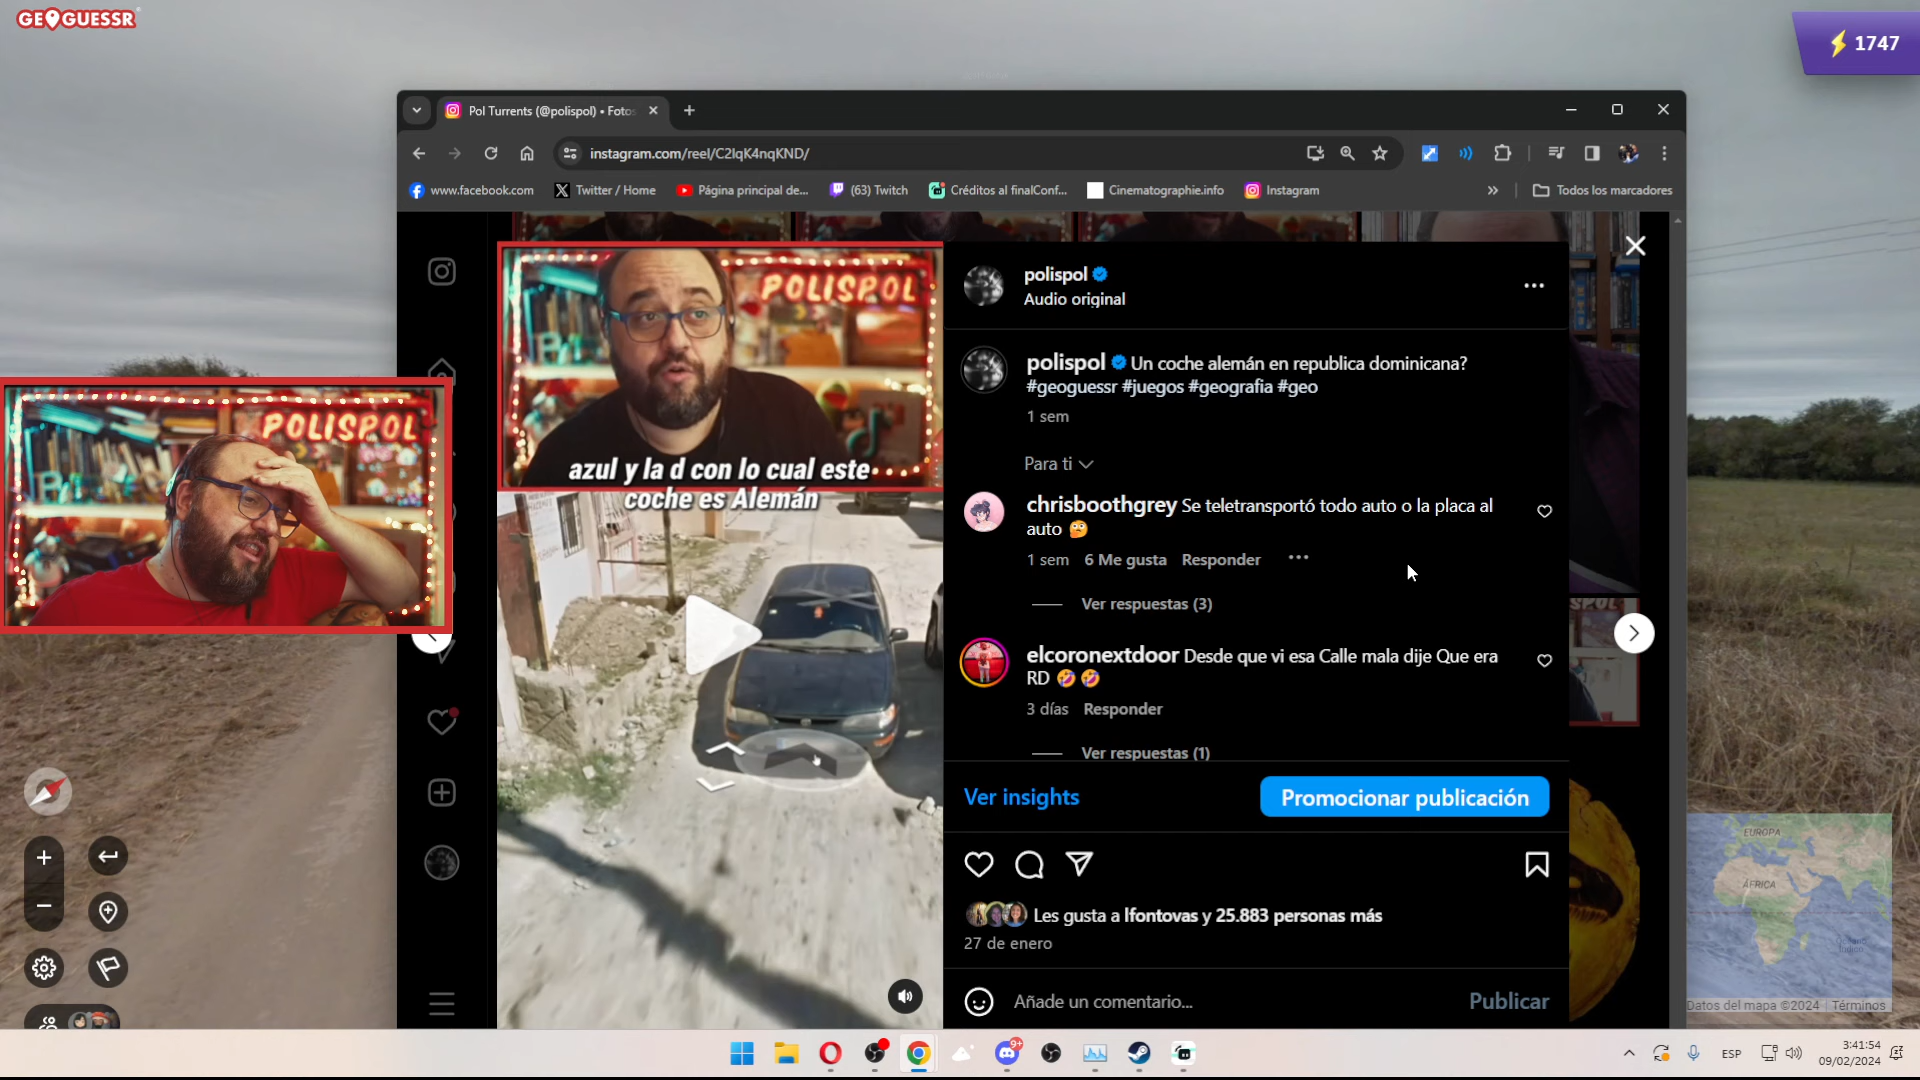 GEOGUESSR
1747
Pol Turrents (@polispol) • Fotos
instagram.com/reel/C2IqK4nqKND/
www.facebook.com
Twitter / Home
Página principal de...
(63) Twitch
Créditos al finalConf...
Cinematographie.info
Instagram
»
Todos los marcadores
POLISPOL
azul y la d con lo cual este
coche es Alemán
POLISPOL
polispol
Audio original
polispol Un coche alemán en republica dominicana?
#geoguessr #juegos #geografia #geo
1 sem
Para ti
chrisboothgrey Se teletransportó todo auto o la placa al
auto 🤔
1 sem 6 Me gusta Responder •••
Ver respuestas (3)
elcoronextdoor Desde que vi esa Calle mala dije Que era
RD 🤣🤣
3 días Responder
Ver respuestas (1)
Ver insights
Promocionar publicación
Les gusta a lfontovas y 25.883 personas más
27 de enero
Añade un comentario...
Publicar
EUROPA
ÁFRICA
Datos del mapa ©2024
Términos
9+
ESP
3:41:54
09/02/2024